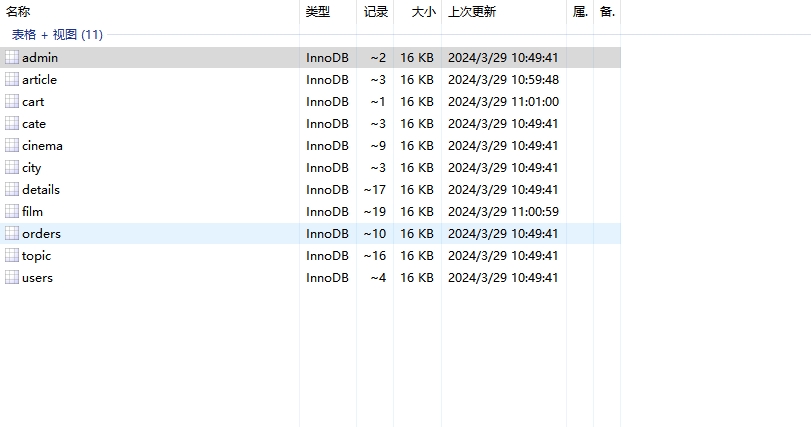 名称 类型 记录 大小 上次更新 属. 备.
表格 + 视图 (11)
admin InnoDB ~2 16 KB 2024/3/29 10:49:41
article InnoDB ~3 16 KB 2024/3/29 10:59:48
cart InnoDB ~1 16 KB 2024/3/29 11:01:00
cate InnoDB ~3 16 KB 2024/3/29 10:49:41
cinema InnoDB ~9 16 KB 2024/3/29 10:49:41
city InnoDB ~3 16 KB 2024/3/29 10:49:41
details InnoDB ~17 16 KB 2024/3/29 10:49:41
film InnoDB ~19 16 KB 2024/3/29 11:00:59
orders InnoDB ~10 16 KB 2024/3/29 10:49:41
topic InnoDB ~16 16 KB 2024/3/29 10:49:41
users InnoDB ~4 16 KB 2024/3/29 10:49:41